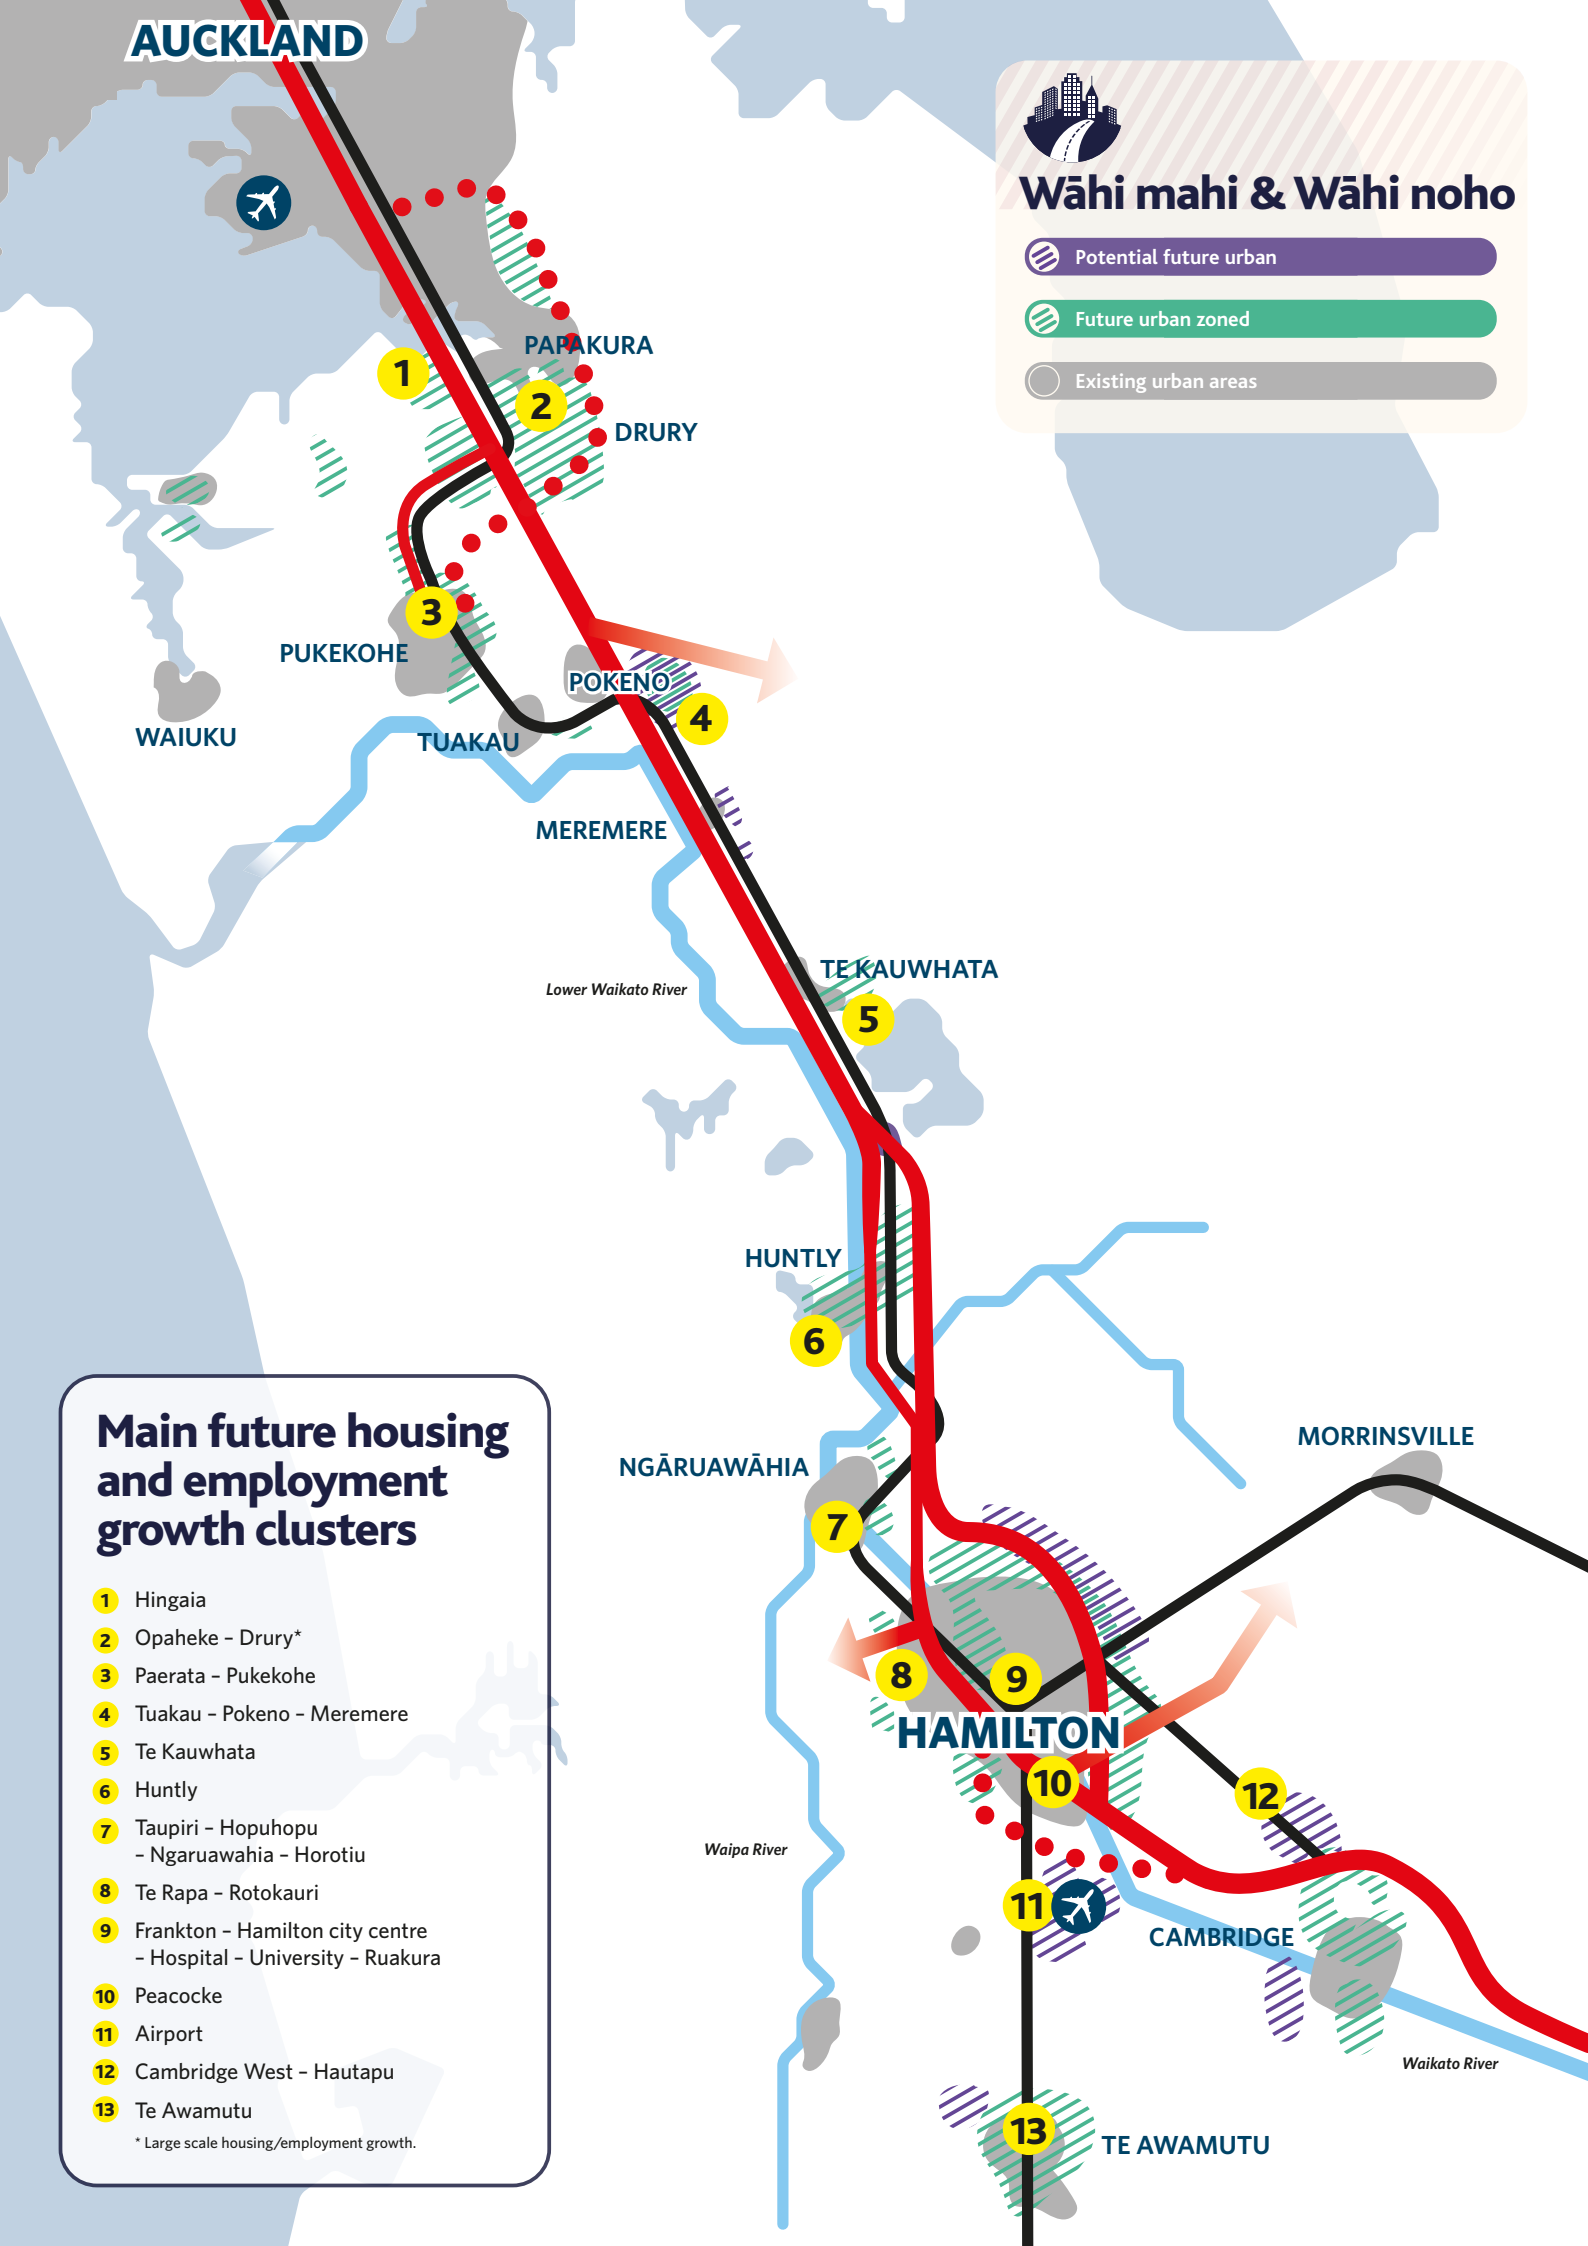 AUCKLAND
Wāhi mahi & Wāhi noho
Potential future urban
Future urban zoned
Existing urban areas
PAPAKURA
1
2
DRURY
3
PUKEKOHE
POKENO
4
WAIUKU
TUAKAU
MEREMERE
TE KAUWHATA
Lower Waikato River
5
HUNTLY
6
MORRINSVILLE
NGĀRUAWĀHIA
7
8
9
HAMILTON
10
12
Waipa River
11
CAMBRIDGE
Waikato River
13
TE AWAMUTU
Main future housing
and employment
growth clusters
1 Hingaia
2 Opaheke – Drury*
3 Paerata – Pukekohe
4 Tuakau – Pokeno – Meremere
5 Te Kauwhata
6 Huntly
7 Taupiri – Hopuhopu
– Ngaruawahia – Horotiu
8 Te Rapa – Rotokauri
9 Frankton – Hamilton city centre
– Hospital – University – Ruakura
10 Peacocke
11 Airport
12 Cambridge West – Hautapu
13 Te Awamutu
* Large scale housing/employment growth.